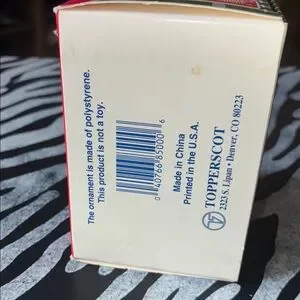 The ornament is made of polystyrene.
This product is not a toy.
0 40766 85000 6
Made in China
Printed in the U.S.A.
TOPPERSCOT
2323 S. Lipan • Denver, CO 80223